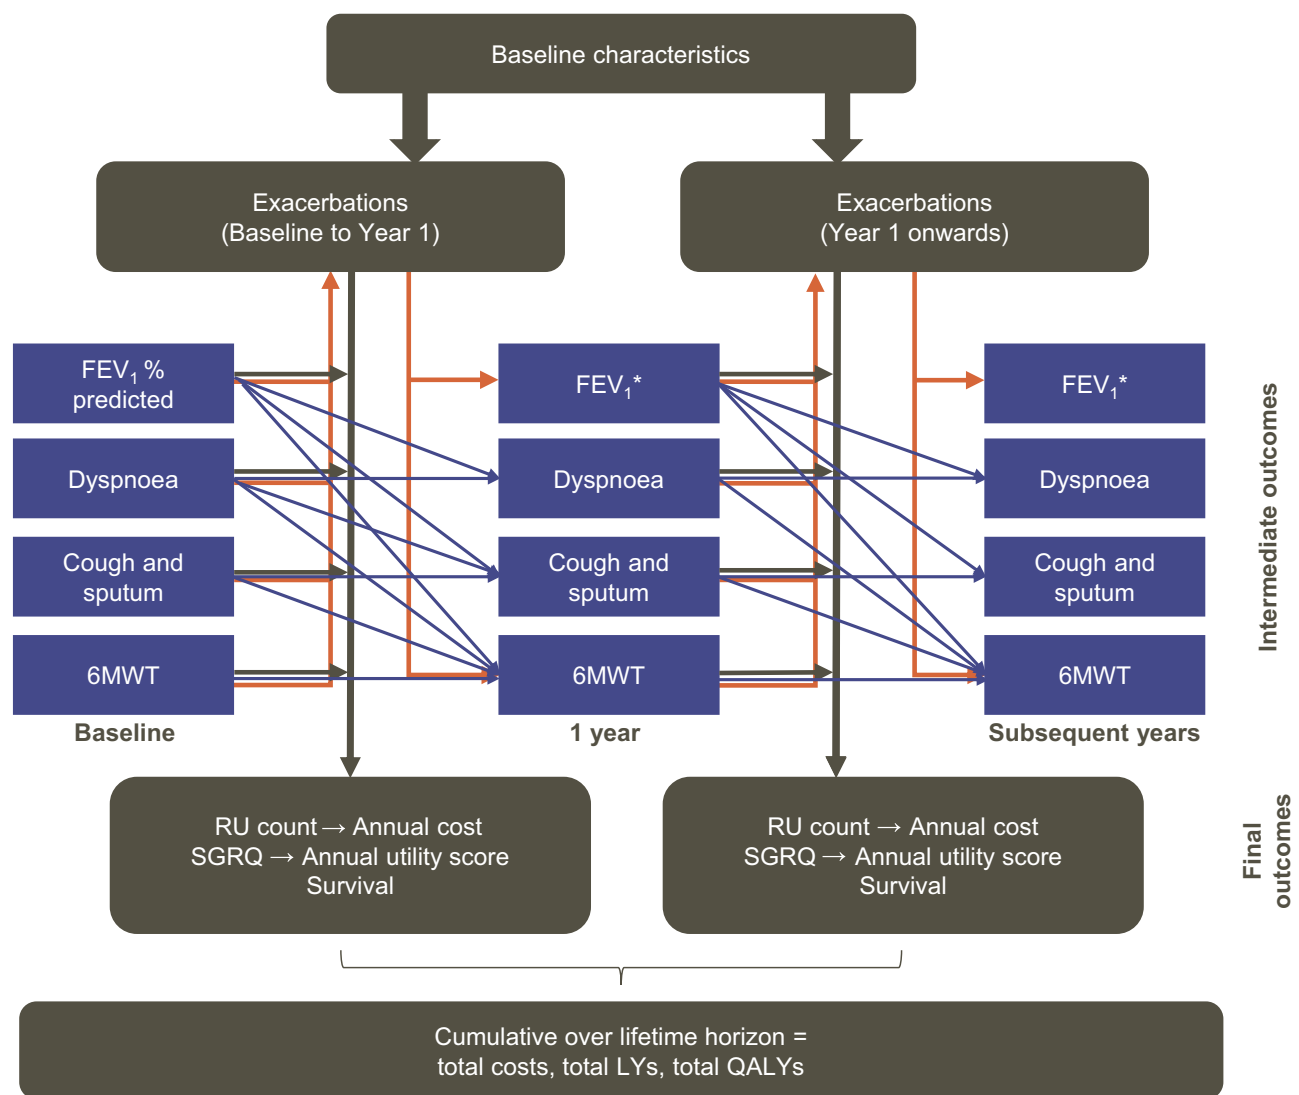 Baseline characteristics
Exacerbations
(Baseline to Year 1)
Exacerbations
(Year 1 onwards)
FEV₁ %
predicted
FEV₁*
FEV₁*
Dyspnoea
Dyspnoea
Dyspnoea
Cough and
sputum
Cough and
sputum
Cough and
sputum
6MWT
6MWT
6MWT
Baseline
1 year
Subsequent years
Intermediate outcomes
RU count → Annual cost
SGRQ → Annual utility score
Survival
RU count → Annual cost
SGRQ → Annual utility score
Survival
Final
outcomes
Cumulative over lifetime horizon =
total costs, total LYs, total QALYs